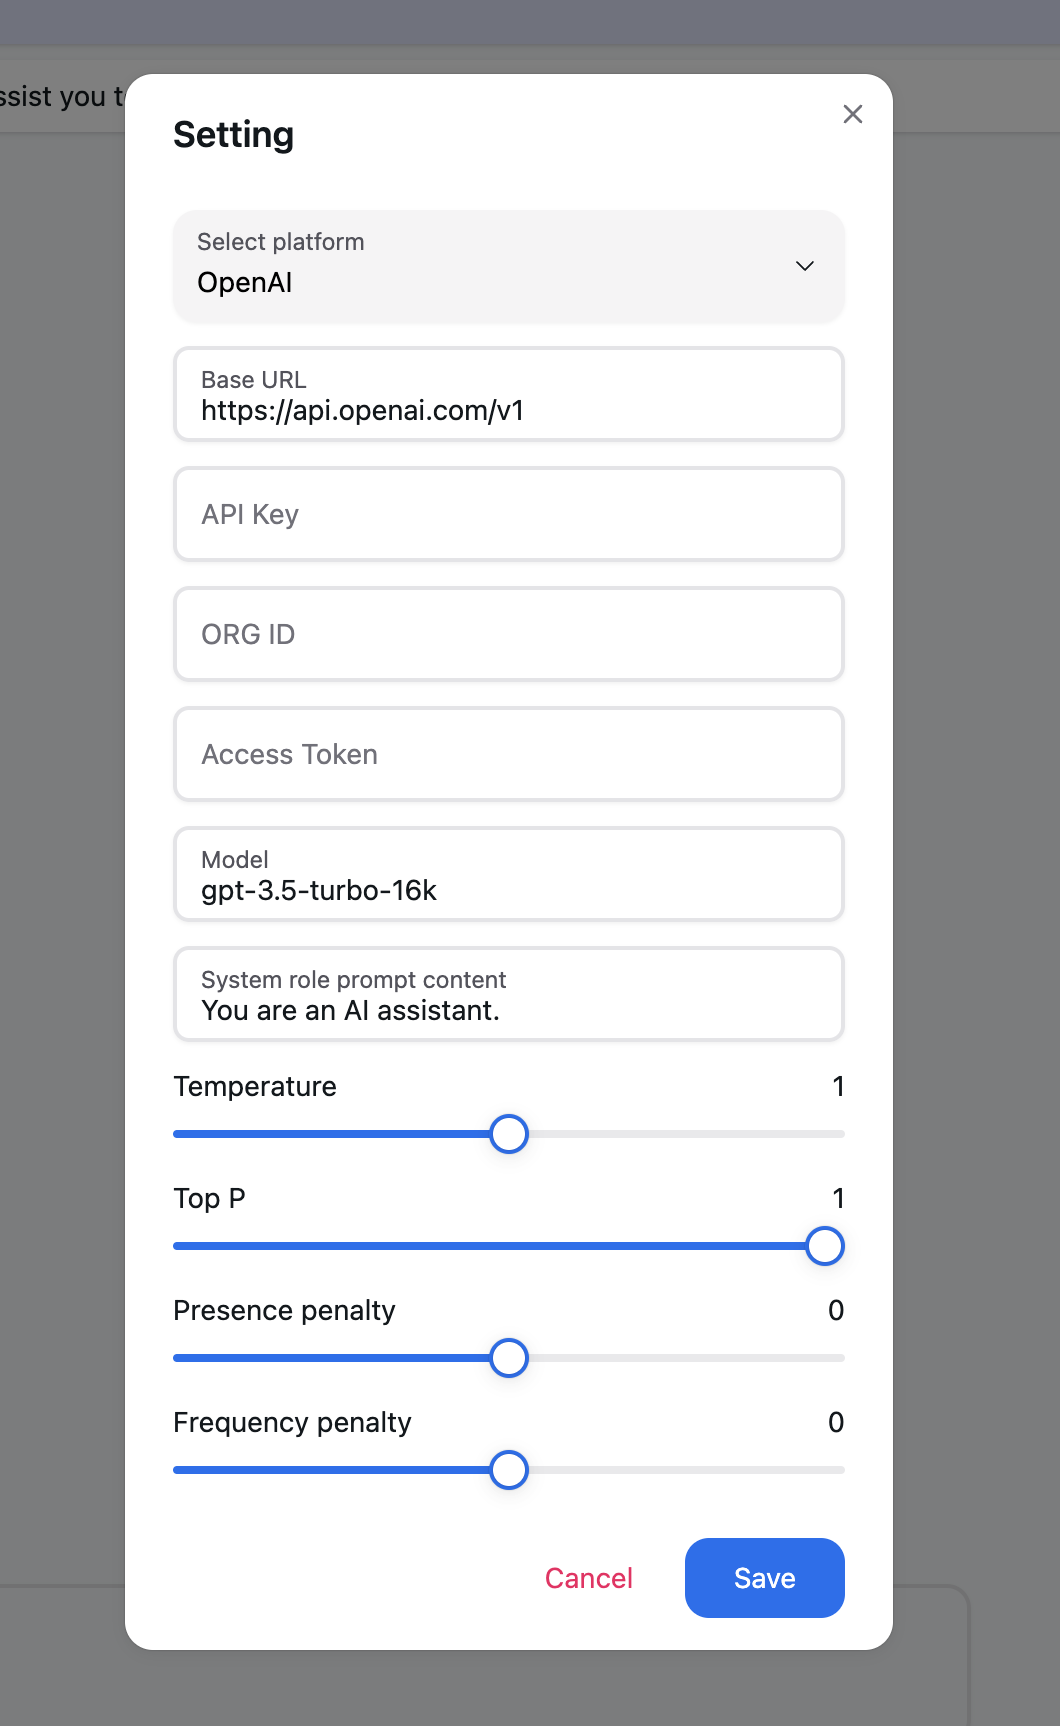 ssist you t
Setting
Select platform
OpenAI
Base URL
https://api.openai.com/v1
API Key
ORG ID
Access Token
Model
gpt-3.5-turbo-16k
System role prompt content
You are an AI assistant.
Temperature 1
Top P 1
Presence penalty 0
Frequency penalty 0
Cancel Save